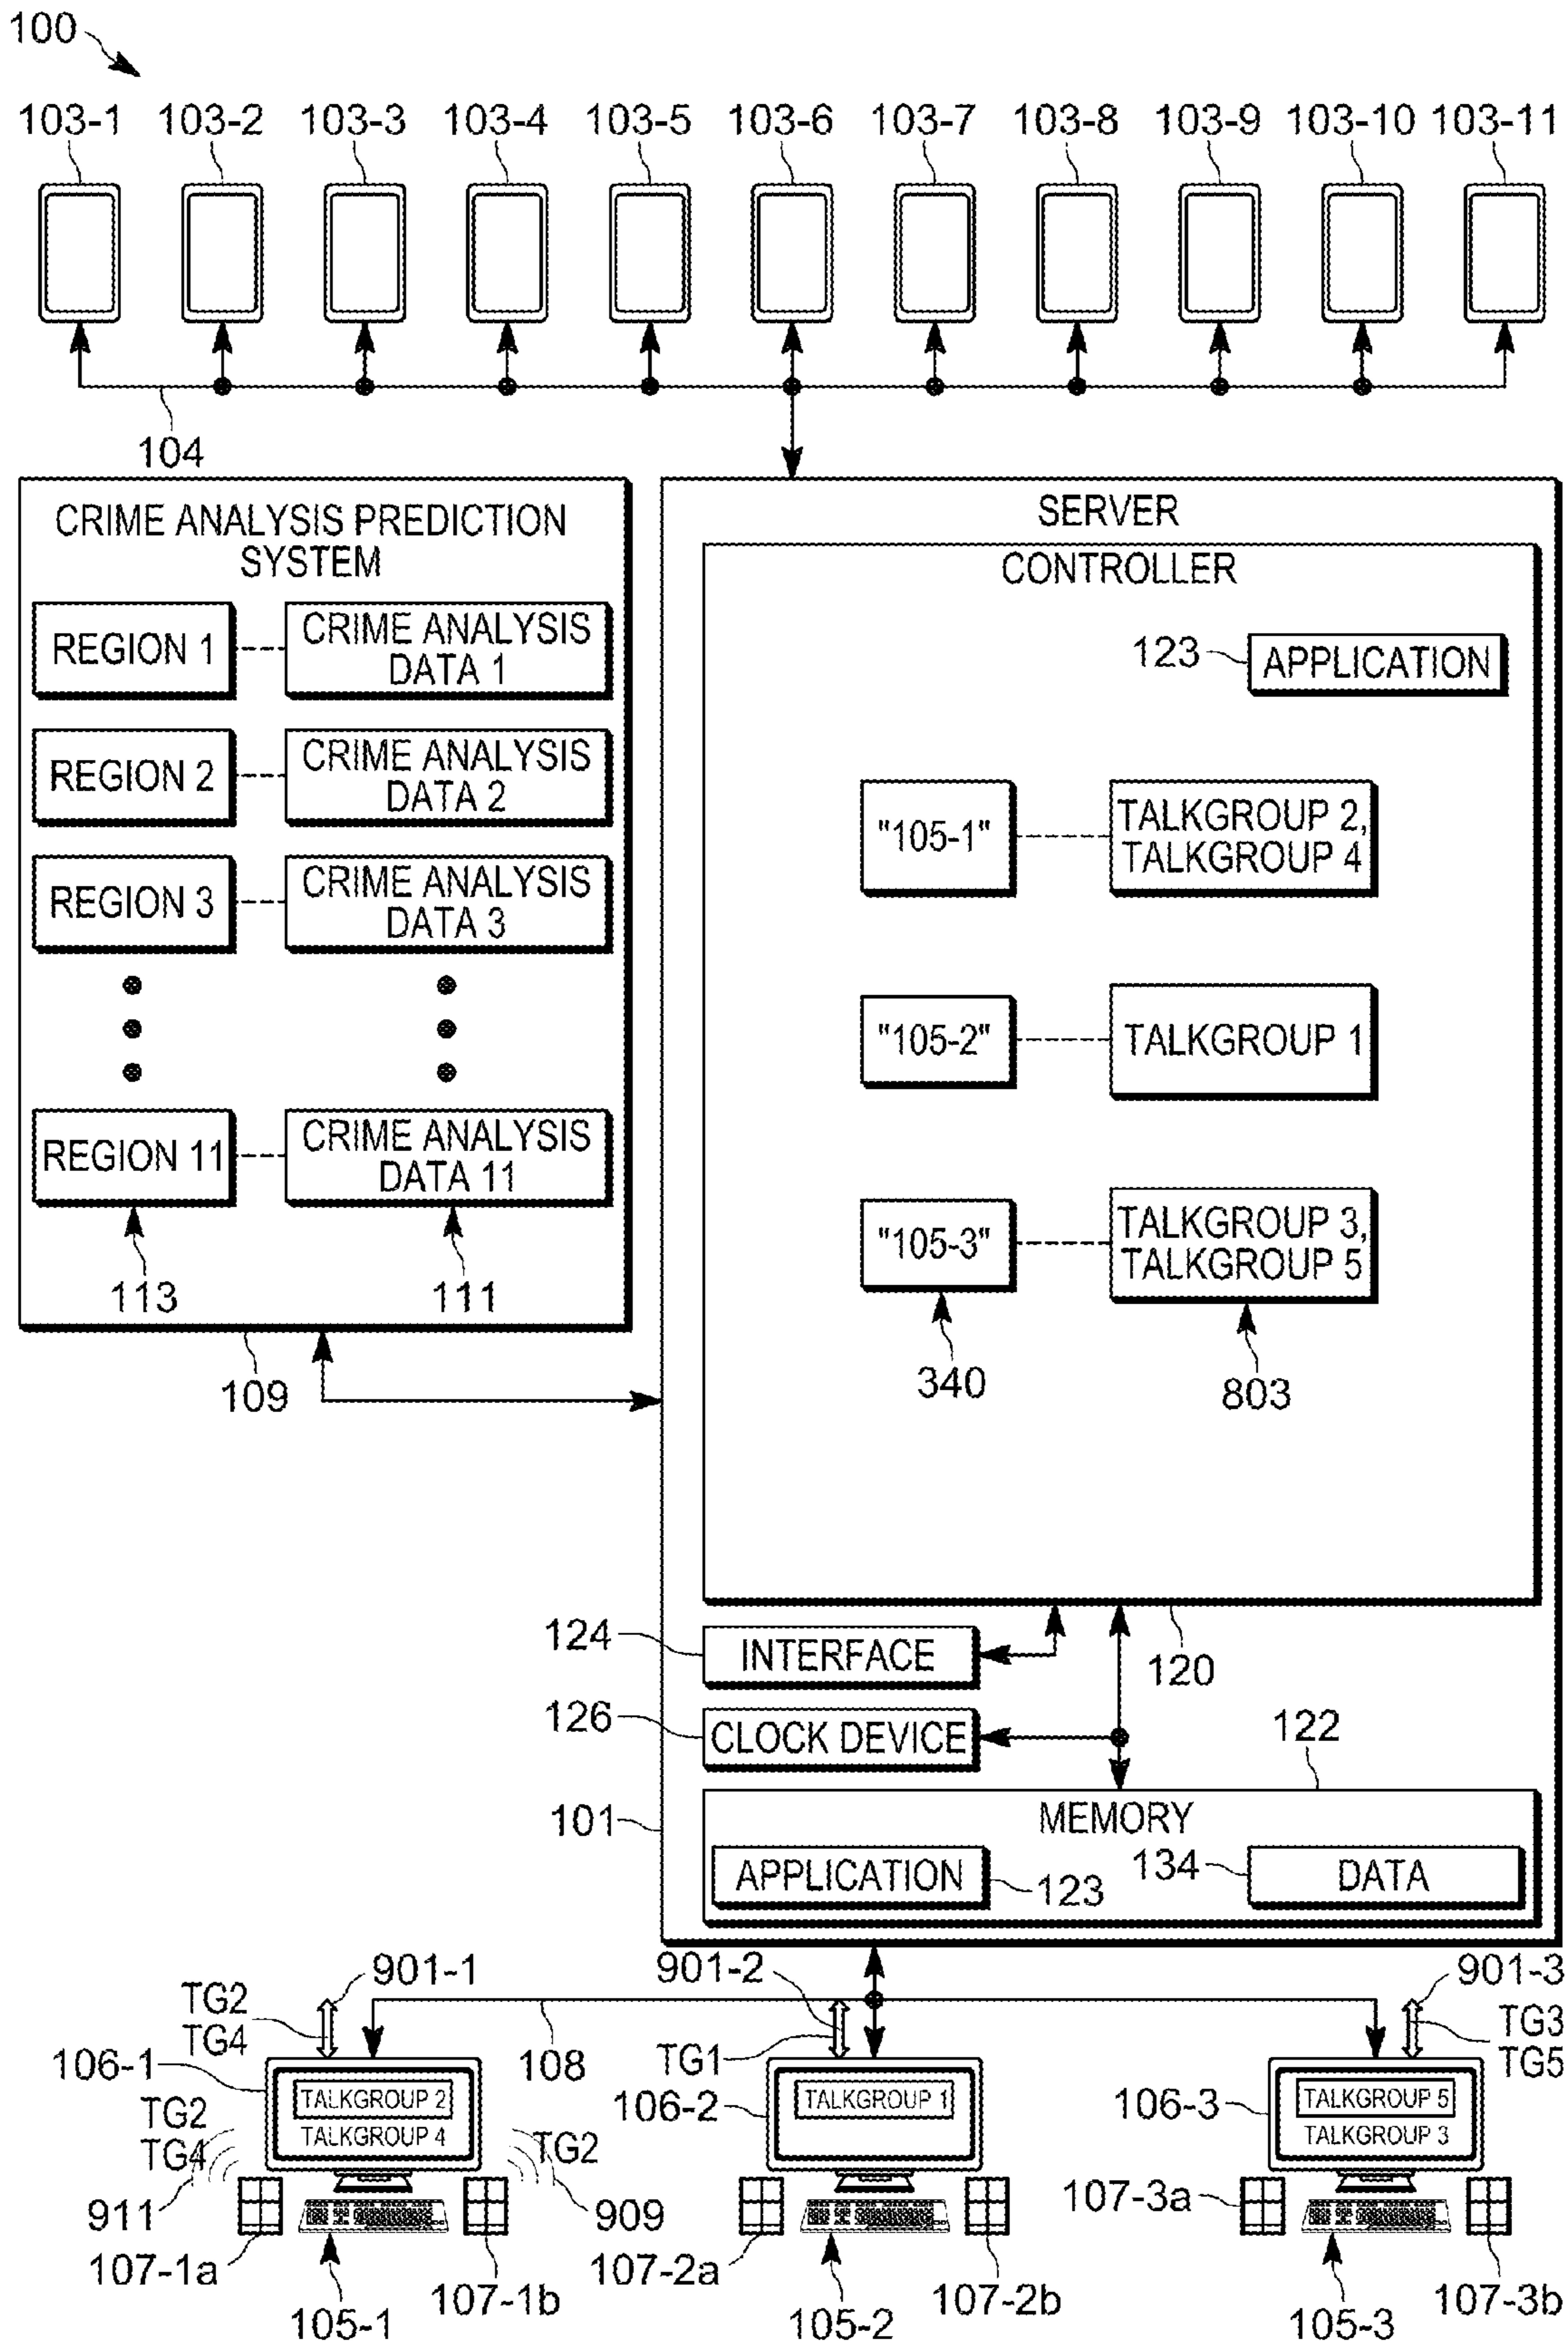 100
103-1 103-2 103-3 103-4 103-5 103-6 103-7 103-8 103-9 103-10 103-11
104
CRIME ANALYSIS PREDICTION
SYSTEM
REGION 1
CRIME ANALYSIS
DATA 1
REGION 2
CRIME ANALYSIS
DATA 2
REGION 3
CRIME ANALYSIS
DATA 3
REGION 11
CRIME ANALYSIS
DATA 11
113
111
109
SERVER
CONTROLLER
123
APPLICATION
"105-1"
TALKGROUP 2,
TALKGROUP 4
"105-2"
TALKGROUP 1
"105-3"
TALKGROUP 3,
TALKGROUP 5
340
803
124
INTERFACE
120
126
CLOCK DEVICE
122
101
MEMORY
APPLICATION
123
134
DATA
901-1
TG2
TG4
106-1
TALKGROUP 2
TALKGROUP 4
TG2
TG4
TG2
911
909
107-1a
107-1b
105-1
108
901-2
TG1
106-2
TALKGROUP 1
107-2a
107-2b
105-2
901-3
TG3
TG5
106-3
TALKGROUP 5
TALKGROUP 3
107-3a
107-3b
105-3